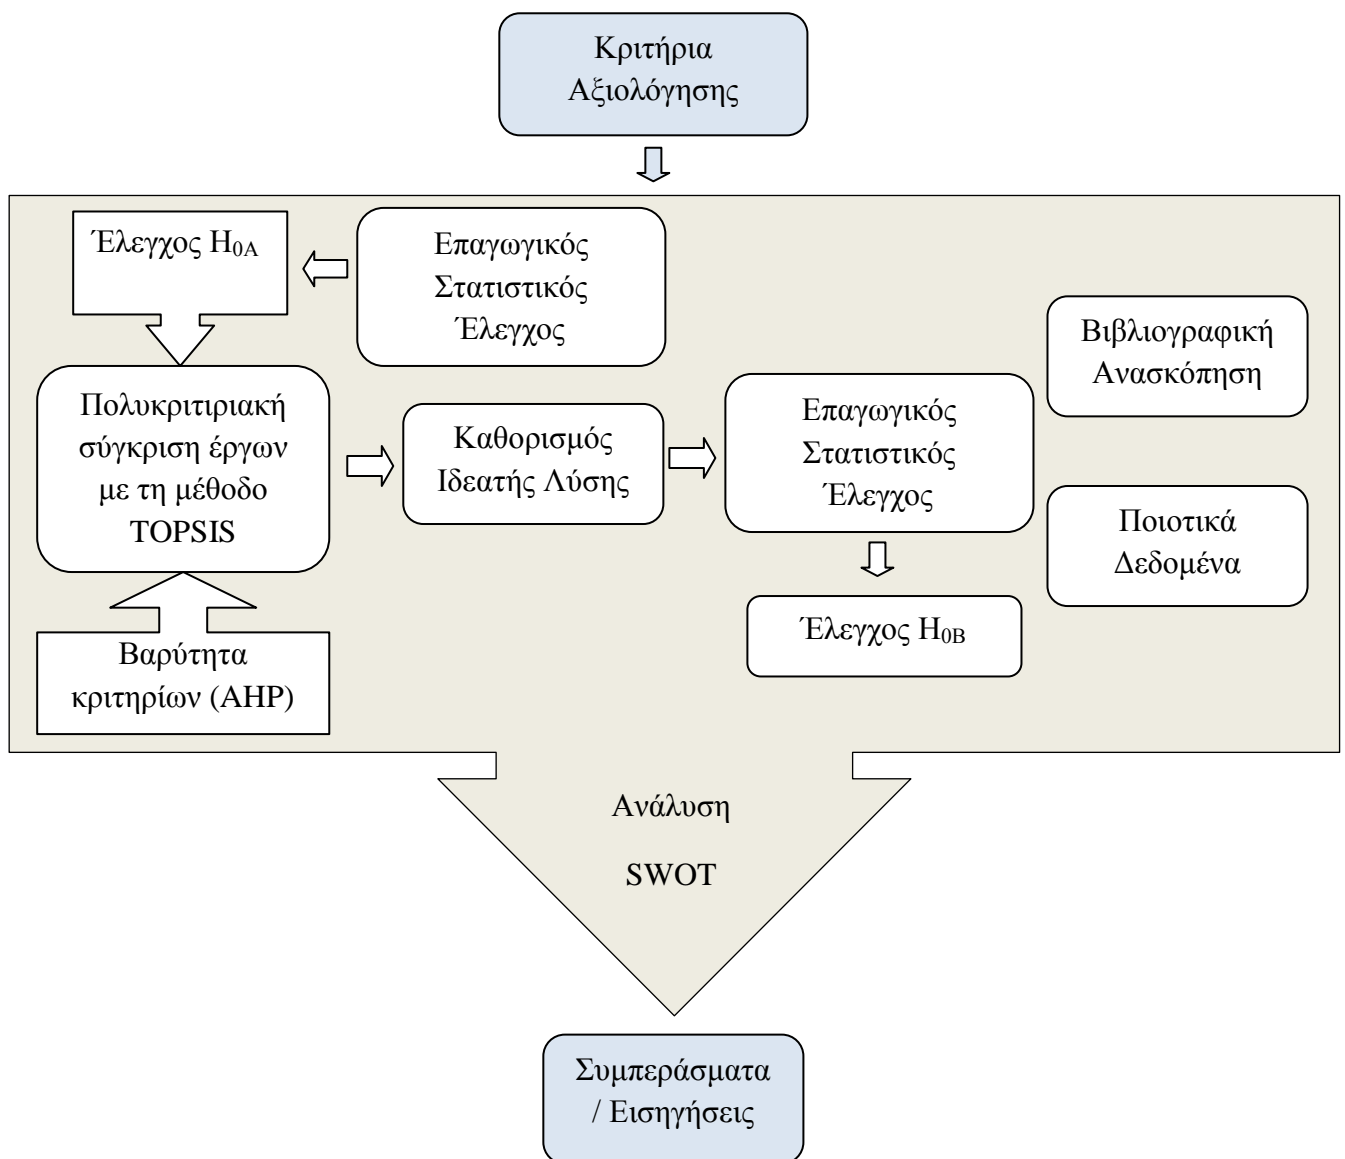 Κριτήρια
Αξιολόγησης
Έλεγχος H0A
Επαγωγικός
Στατιστικός
Έλεγχος
Βιβλιογραφική
Ανασκόπηση
Πολυκριτιριακή
σύγκριση έργων
με τη μέθοδο
TOPSIS
Καθορισμός
Ιδεατής Λύσης
Επαγωγικός
Στατιστικός
Έλεγχος
Ποιοτικά
Δεδομένα
Έλεγχος H0B
Βαρύτητα
κριτηρίων (AHP)
Ανάλυση
SWOT
Συμπεράσματα
/ Εισηγήσεις